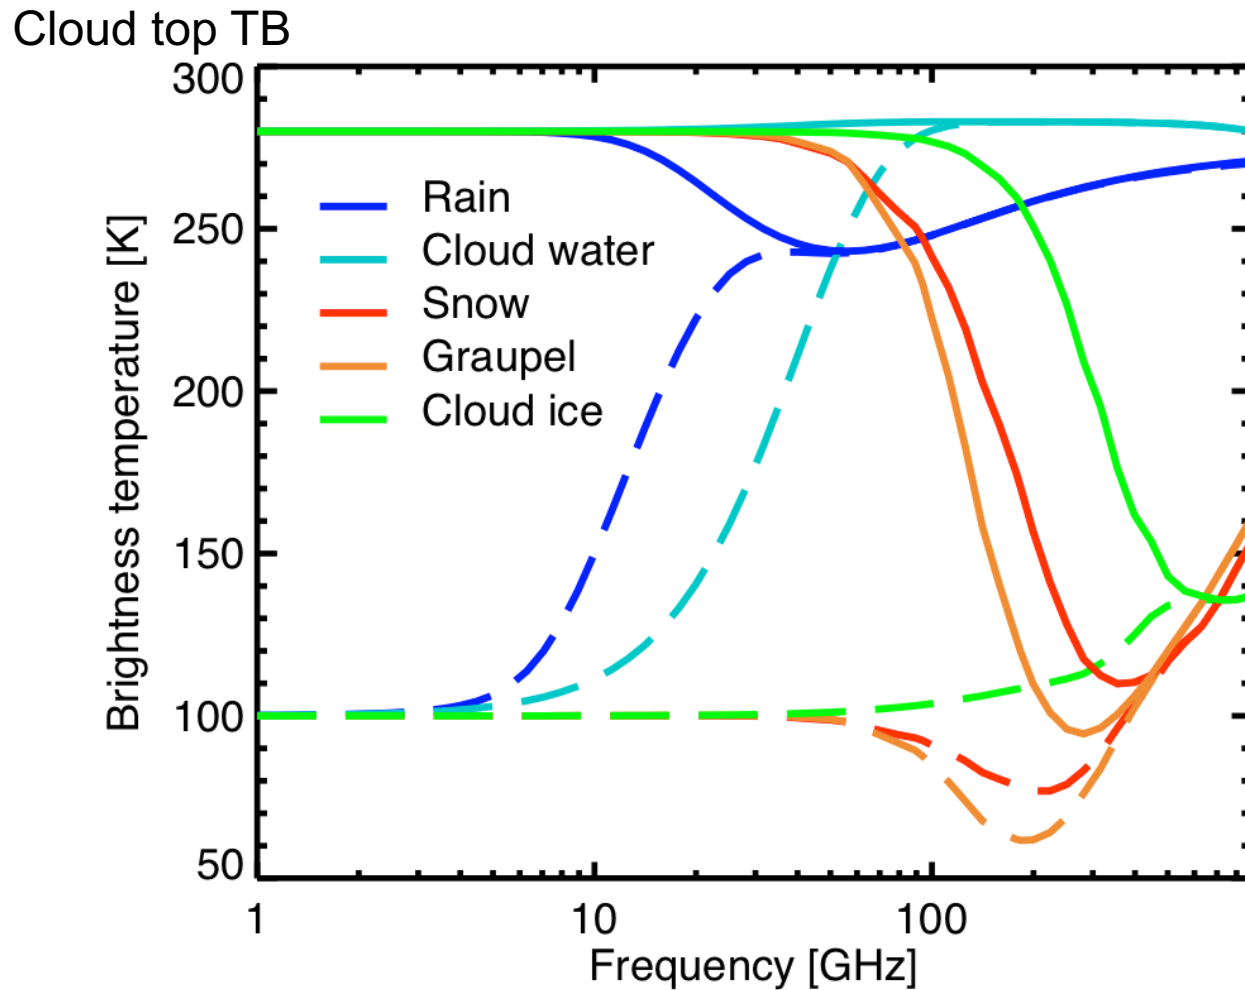 Cloud top TB
300
250
200
150
100
50
Brightness temperature [K]
Rain
Cloud water
Snow
Graupel
Cloud ice
1
10
100
Frequency [GHz]